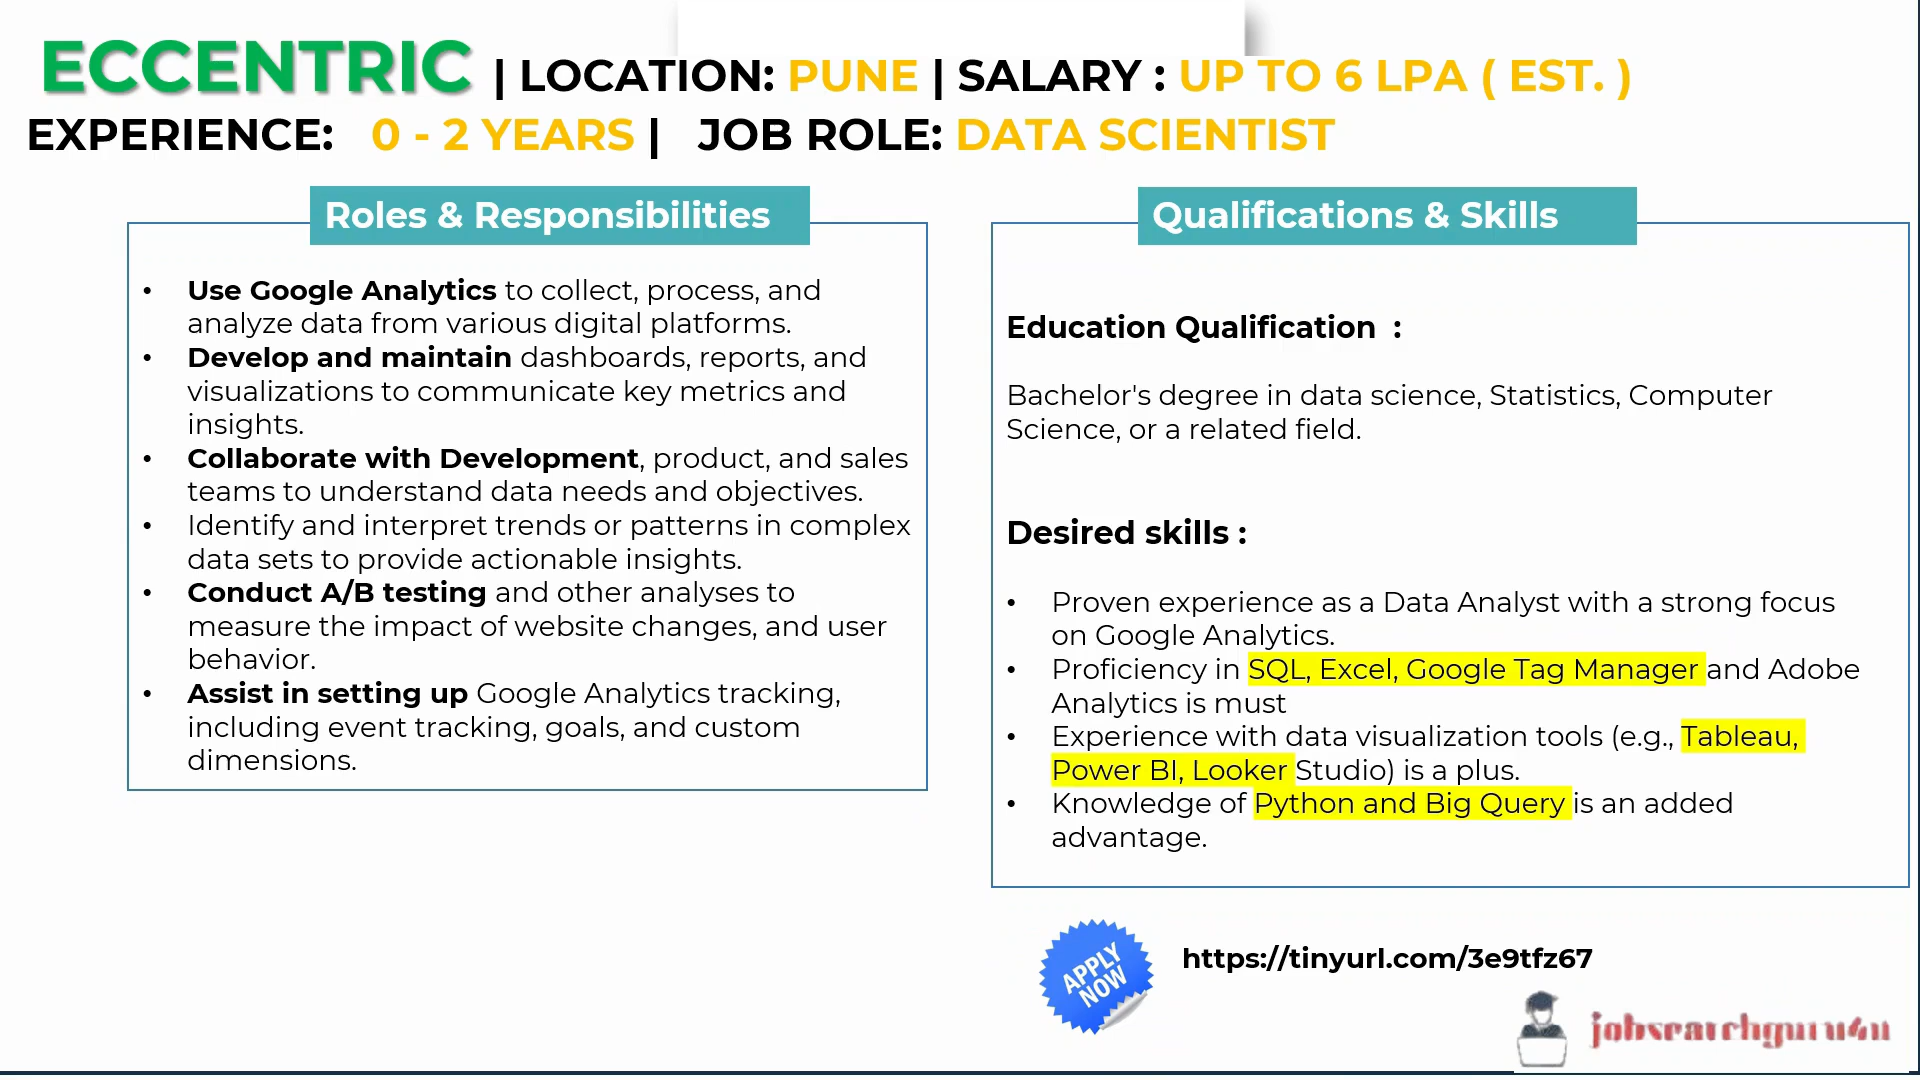 ECCENTRIC | LOCATION: PUNE | SALARY : UP TO 6 LPA ( EST. )
EXPERIENCE: 0 - 2 YEARS | JOB ROLE: DATA SCIENTIST
Roles & Responsibilities
• Use Google Analytics to collect, process, and
analyze data from various digital platforms.
• Develop and maintain dashboards, reports, and
visualizations to communicate key metrics and
insights.
• Collaborate with Development, product, and sales
teams to understand data needs and objectives.
• Identify and interpret trends or patterns in complex
data sets to provide actionable insights.
• Conduct A/B testing and other analyses to
measure the impact of website changes, and user
behavior.
• Assist in setting up Google Analytics tracking,
including event tracking, goals, and custom
dimensions.
Qualifications & Skills
Education Qualification :
Bachelor's degree in data science, Statistics, Computer
Science, or a related field.
Desired skills :
• Proven experience as a Data Analyst with a strong focus
on Google Analytics.
• Proficiency in SQL, Excel, Google Tag Manager and Adobe
Analytics is must
• Experience with data visualization tools (e.g., Tableau,
Power BI, Looker Studio) is a plus.
• Knowledge of Python and Big Query is an added
advantage.
APPLY
NOW
https://tinyurl.com/3e9tfz67
jobsearchguru4u